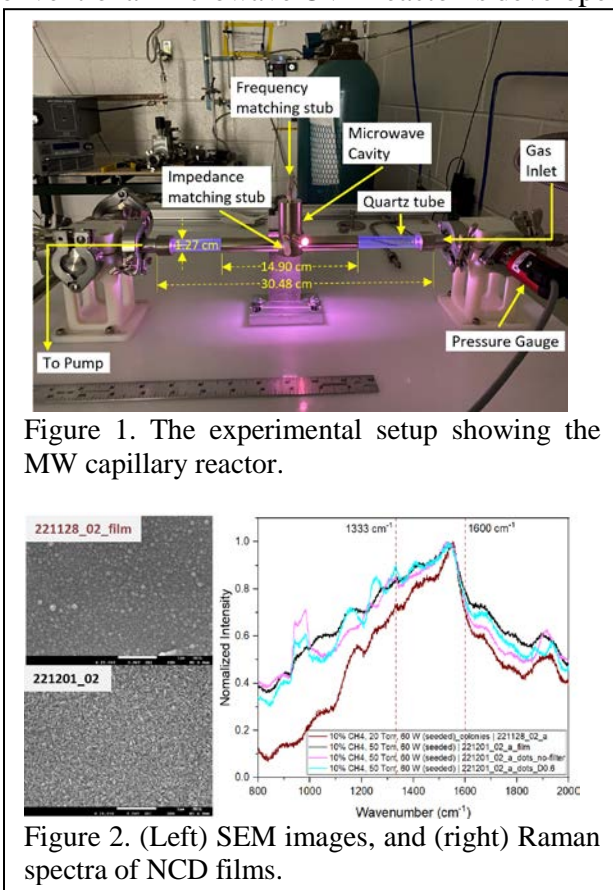 Frequency
matching stub
Microwave
Cavity
Gas
Inlet
Impedance
matching stub
Quartz tube
1.27 cm
14.90 cm
30.48 cm
To Pump
Pressure Gauge
Figure 1. The experimental setup showing the
MW capillary reactor.
221128_02_film
221201_02
1333 cm-1
1600 cm-1
Nomalized Intensity
1.0
0.8
0.6
0.4
0.2
0.0
10% CH4, 20 Torr, 60 W (seeded)_colonies | 221128_02_a
10% CH4, 50 Torr, 60 W (seeded) | 221201_02_a_film
10% CH4, 50 Torr, 60 W (seeded) | 221201_02_a_dots_no-filter
10% CH4, 50 Torr, 60 W (seeded) | 221201_02_a_dots_D0.6
800 1000 1200 1400 1600 1800 2000
Wavenumber (cm-1)
Figure 2. (Left) SEM images, and (right) Raman
spectra of NCD films.